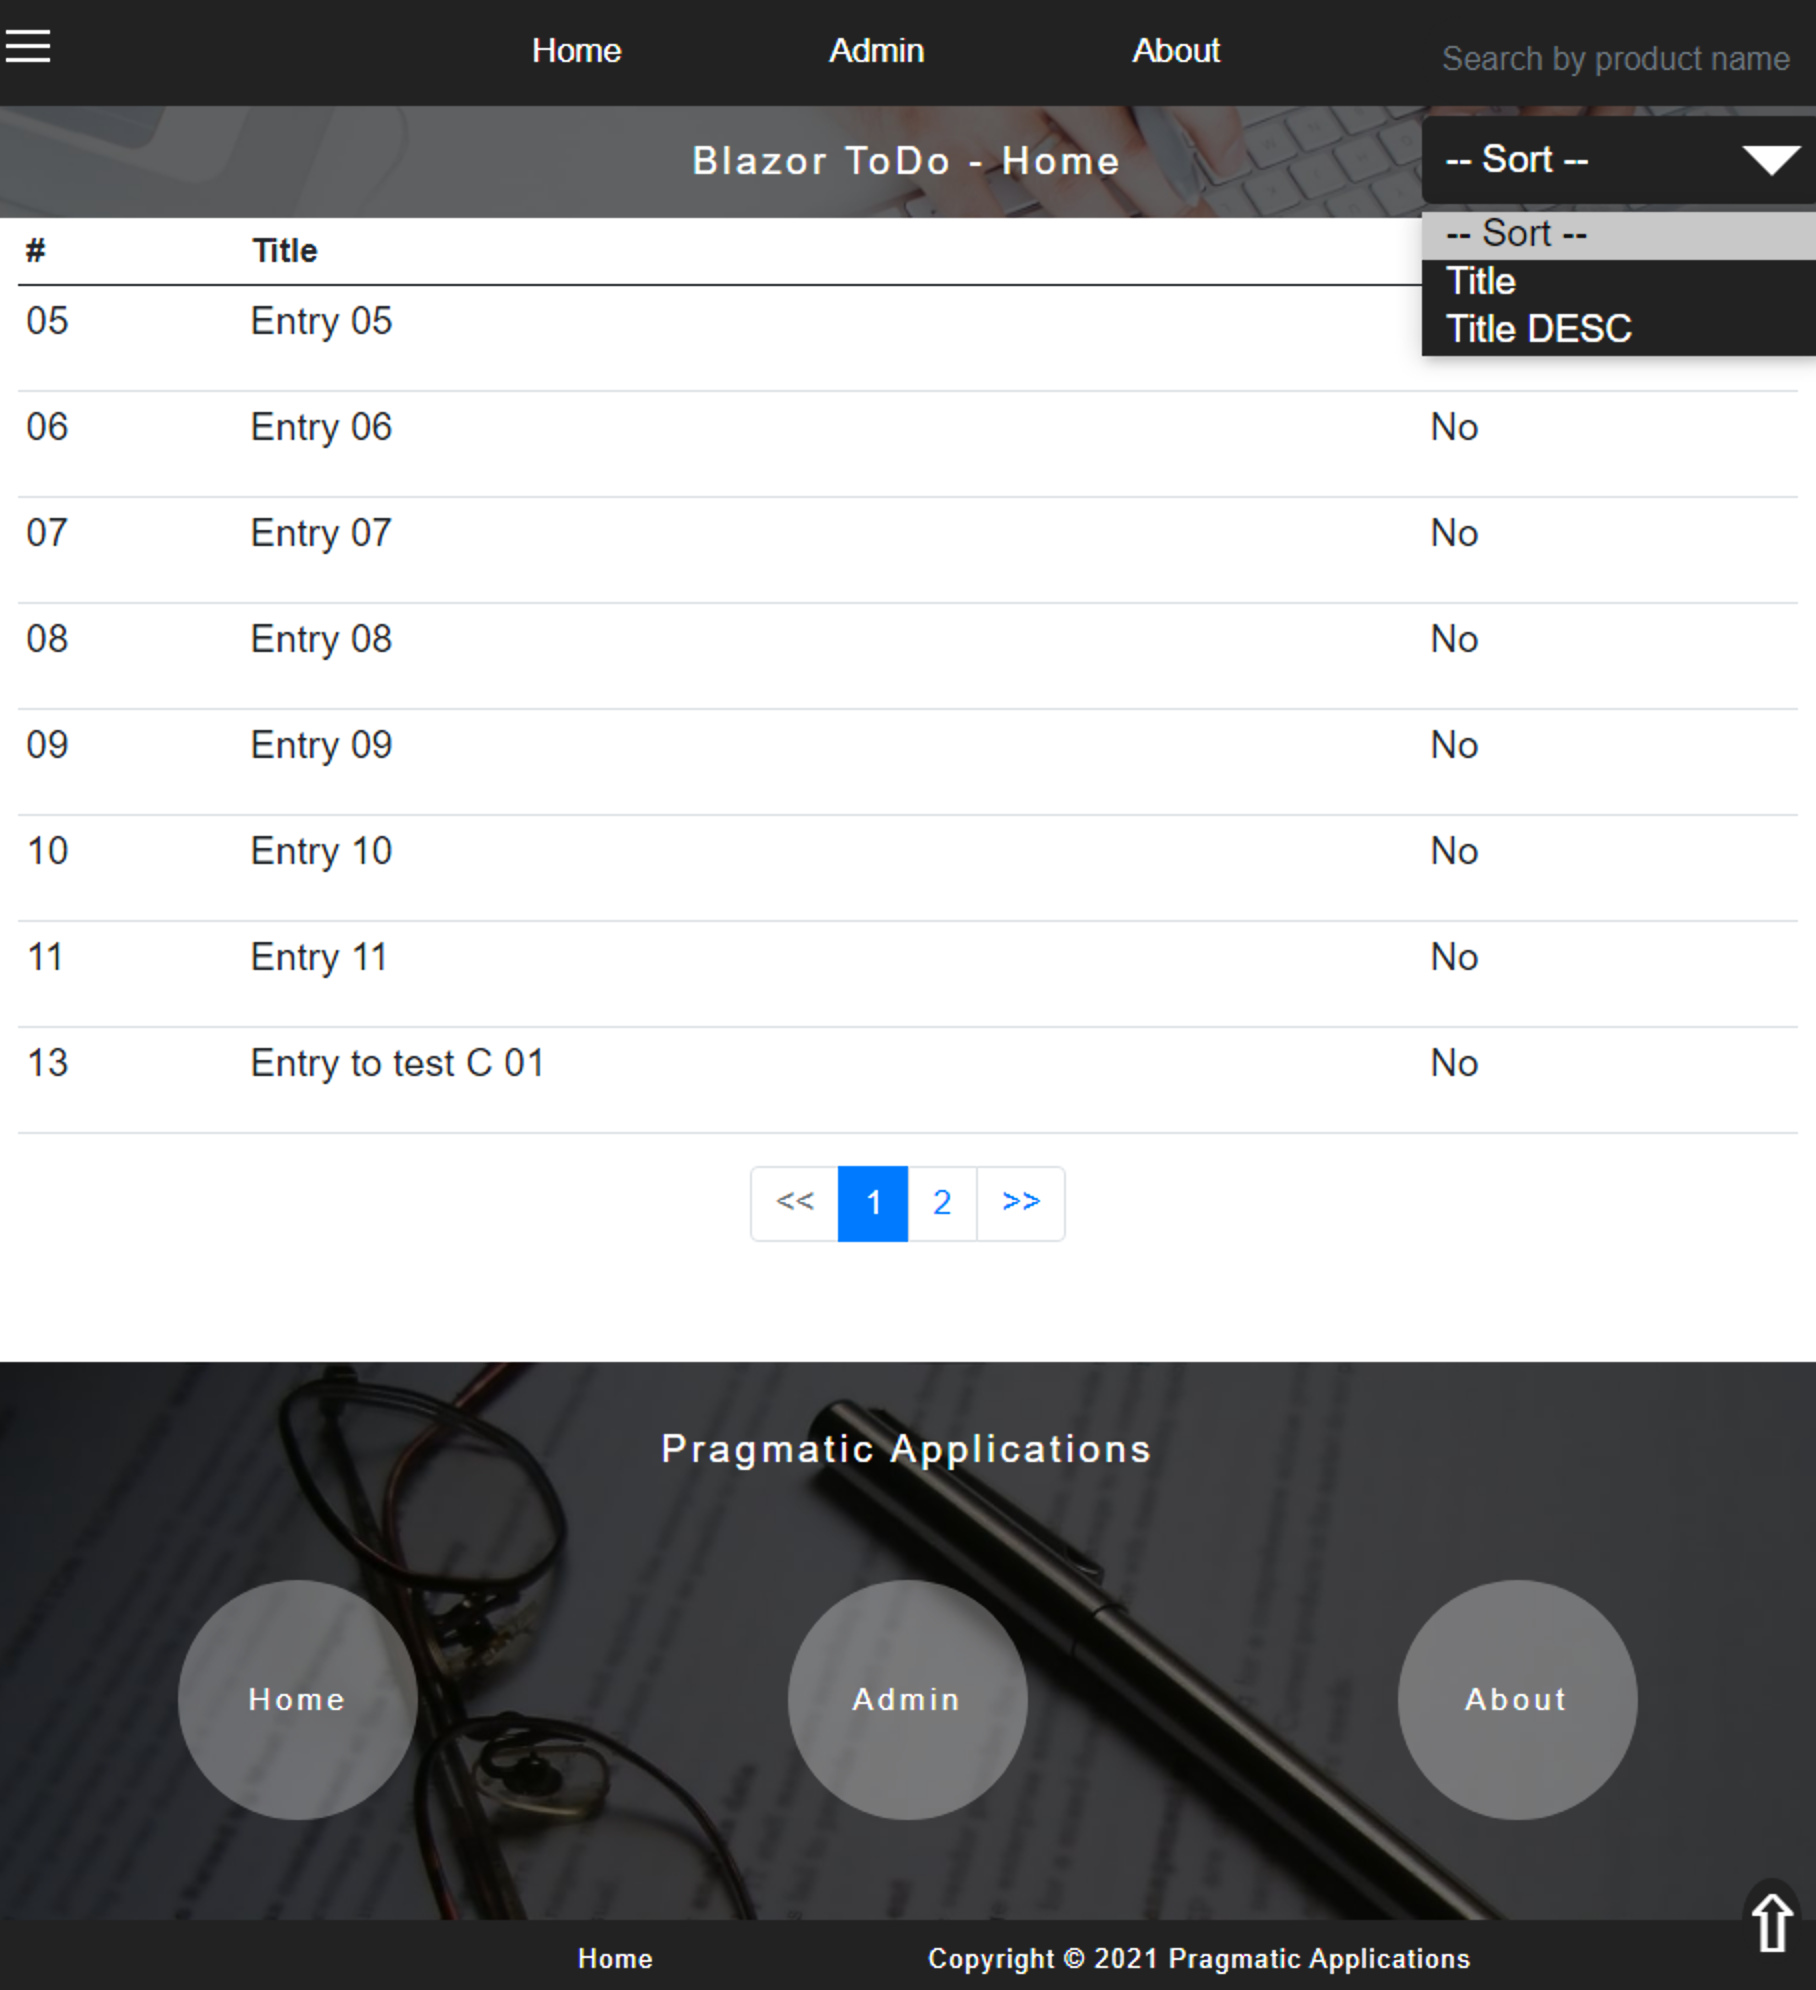 Home Admin About Search by product name
Blazor ToDo - Home
-- Sort --
-- Sort --
Title
Title DESC
# Title
05 Entry 05
06 Entry 06 No
07 Entry 07 No
08 Entry 08 No
09 Entry 09 No
10 Entry 10 No
11 Entry 11 No
13 Entry to test C 01 No
<< 1 2 >>
Pragmatic Applications
Home Admin About
Home Copyright © 2021 Pragmatic Applications